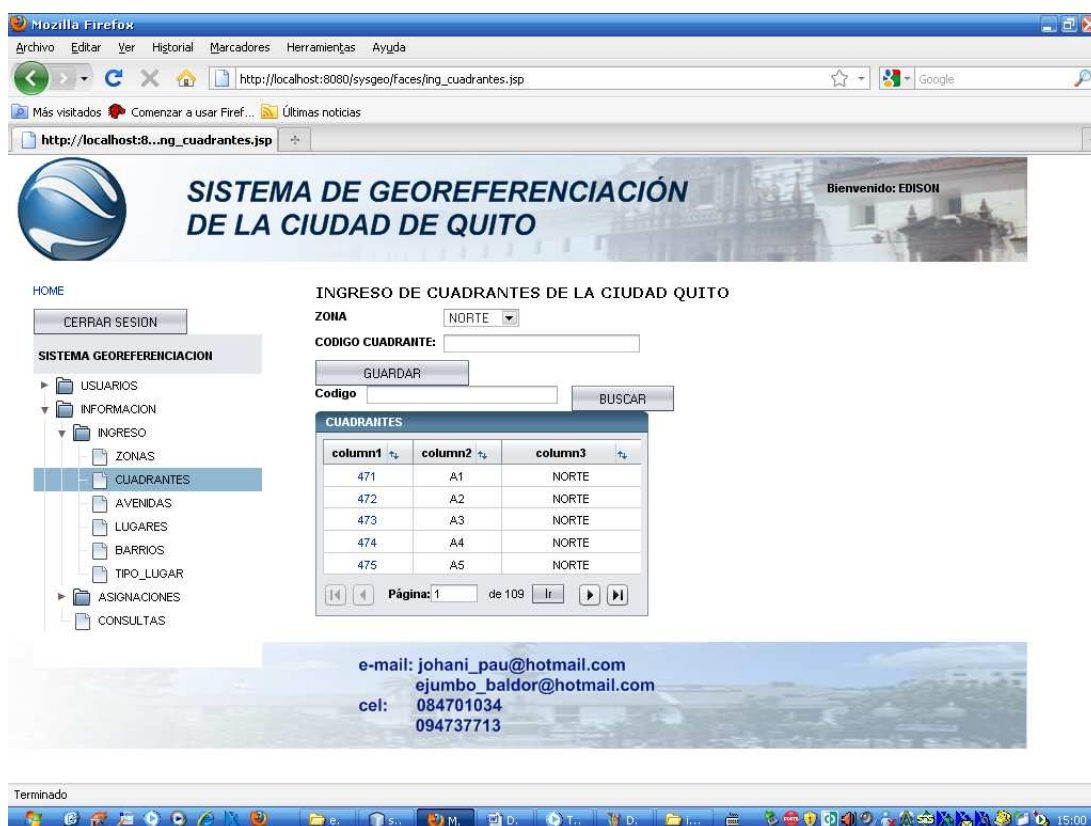 Mozilla Firefox
Archivo Editar Ver Historial Marcadores Herramientas Ayuda
http://localhost:8080/sysgeo/faces/ing_cuadrantes.jsp
Google
Más visitados Comenzar a usar Firef... Últimas noticias
http://localhost:8...ng_cuadrantes.jsp
SISTEMA DE GEOREFERENCIACIÓN
DE LA CIUDAD DE QUITO
Bienvenido: EDISON
HOME
CERRAR SESION
SISTEMA GEOREFERENCIACION
USUARIOS
INFORMACION
INGRESO
ZONAS
CUADRANTES
AVENIDAS
LUGARES
BARRIOS
TIPO_LUGAR
ASIGNACIONES
CONSULTAS
INGRESO DE CUADRANTES DE LA CIUDAD QUITO
ZONA NORTE
CODIGO CUADRANTE:
GUARDAR
Codigo BUSCAR
CUADRANTES
column1 column2 column3
471 A1 NORTE
472 A2 NORTE
473 A3 NORTE
474 A4 NORTE
475 A5 NORTE
Página: 1 de 109 Ir
e-mail: johani_pau@hotmail.com
ejumbo_baldor@hotmail.com
cel: 084701034
094737713
Terminado
e. s.. M. D. T.. D. i... 15:00